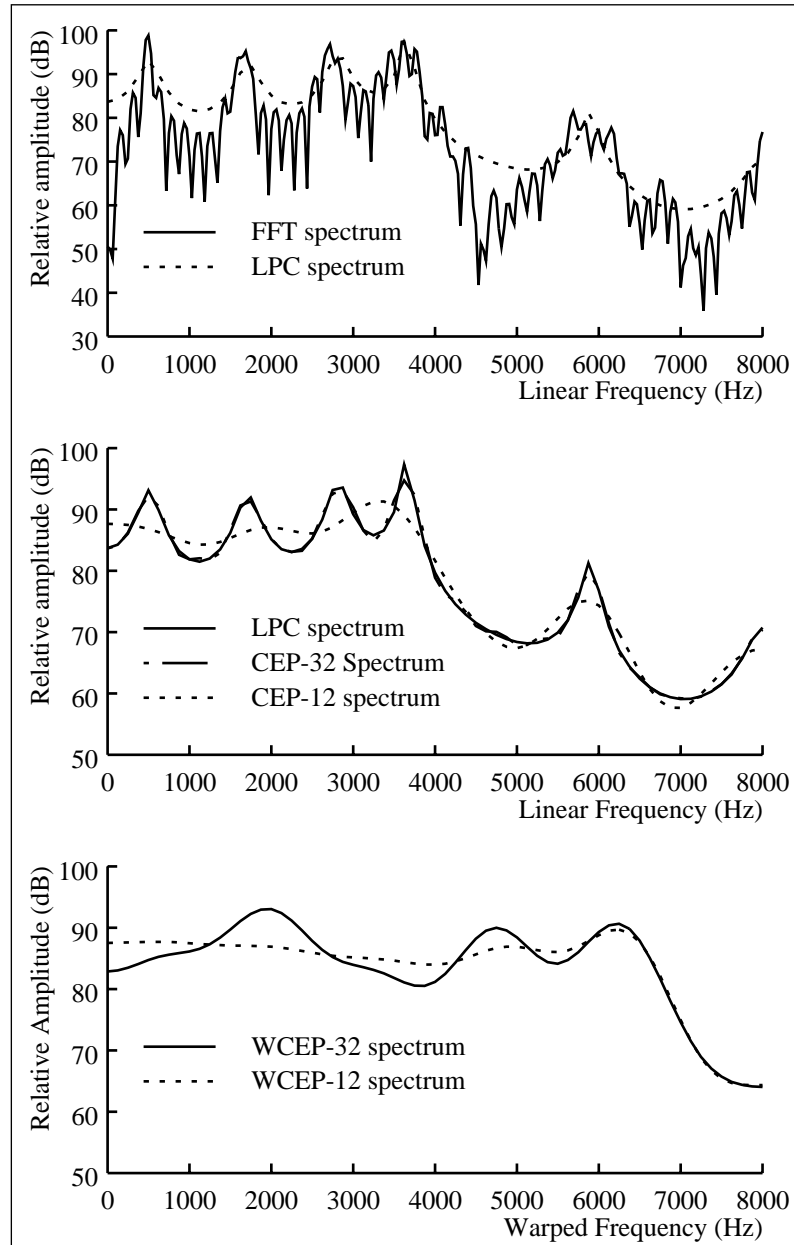 100
90
80
70
60
50
40
30
Relative amplitude (dB)
FFT spectrum
LPC spectrum
0 1000 2000 3000 4000 5000 6000 7000 8000
Linear Frequency (Hz)
100
90
80
70
60
50
Relative amplitude (dB)
LPC spectrum
CEP-32 Spectrum
CEP-12 spectrum
0 1000 2000 3000 4000 5000 6000 7000 8000
Linear Frequency (Hz)
100
90
80
70
60
50
Relative Amplitude (dB)
WCEP-32 spectrum
WCEP-12 spectrum
0 1000 2000 3000 4000 5000 6000 7000 8000
Warped Frequency (Hz)